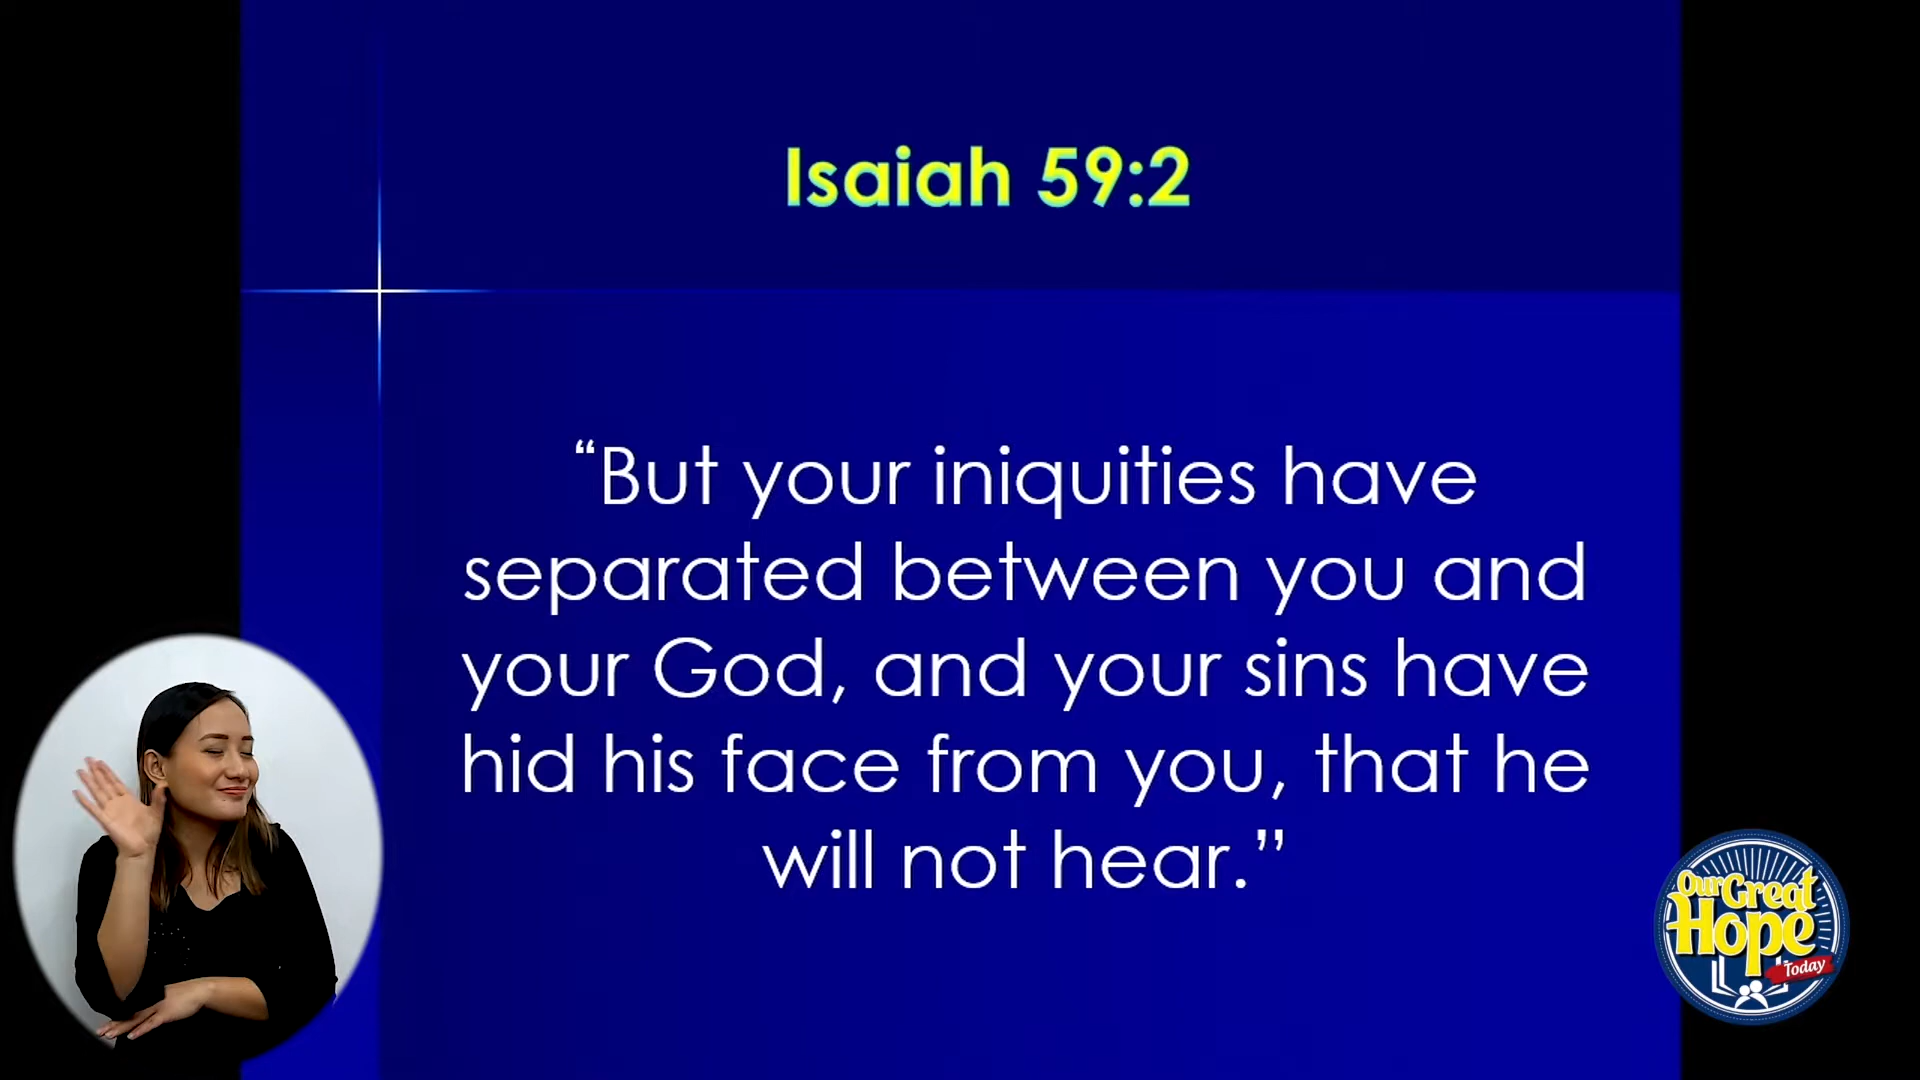 Isaiah 59:2
“But your iniquities have
separated between you and
your God, and your sins have
hid his face from you, that he
will not hear.”
Our Great
Hope
Today